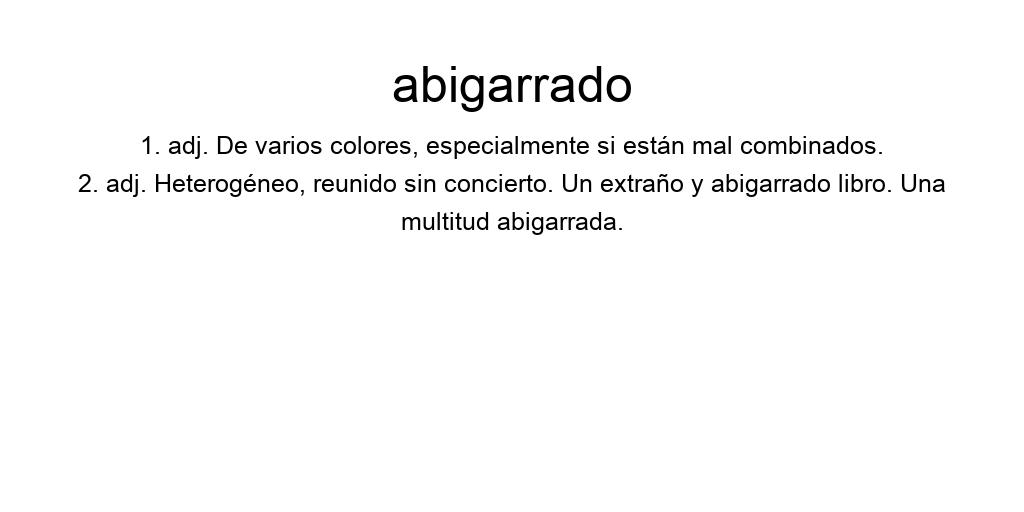 abigarrado
1. adj. De varios colores, especialmente si están mal combinados.
2. adj. Heterogéneo, reunido sin concierto. Un extraño y abigarrado libro. Una
multitud abigarrada.